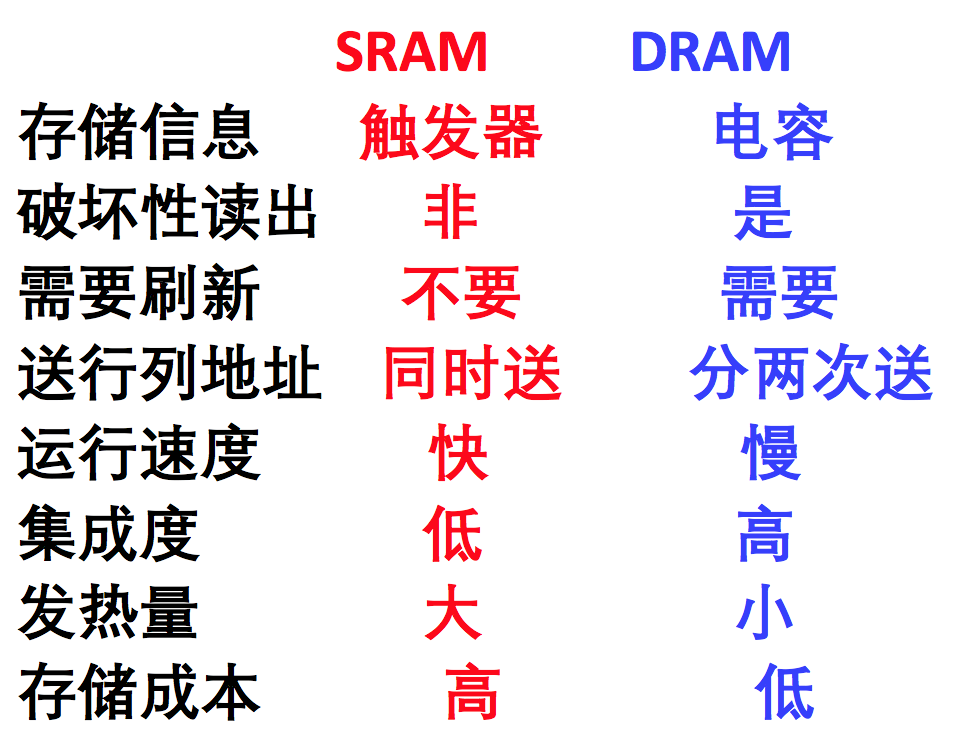 SRAM DRAM
存储信息 触发器 电容
破坏性读出 非 是
需要刷新 不要 需要
送行列地址 同时送 分两次送
运行速度 快 慢
集成度 低 高
发热量 大 小
存储成本 高 低